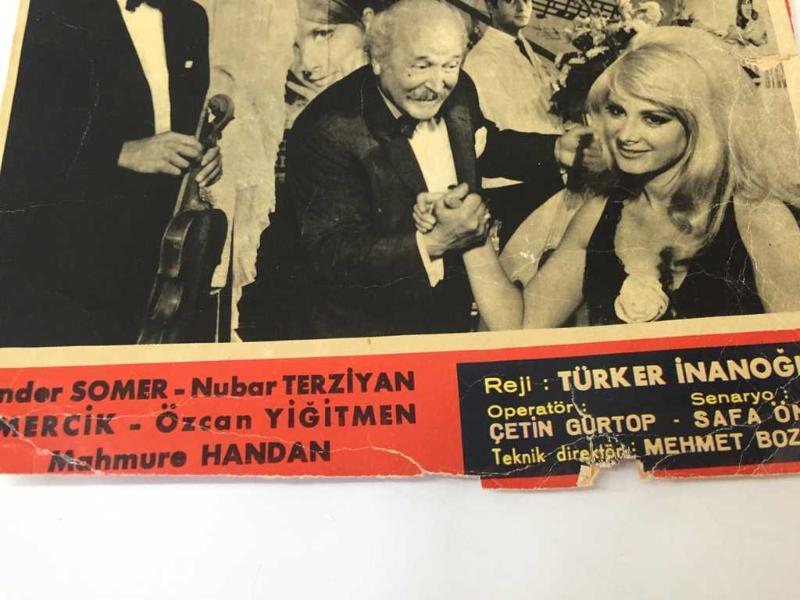 nder SOMER - Nubar TERZİYAN
MERCİK - Özcan YİĞİTMEN
Mahmure HANDAN
Reji : TÜRKER İNANOĞ
Operatör : Senaryo :
ÇETİN GÜRTOP - SAFA ÖN
Teknik direktör : MEHMET BOZ